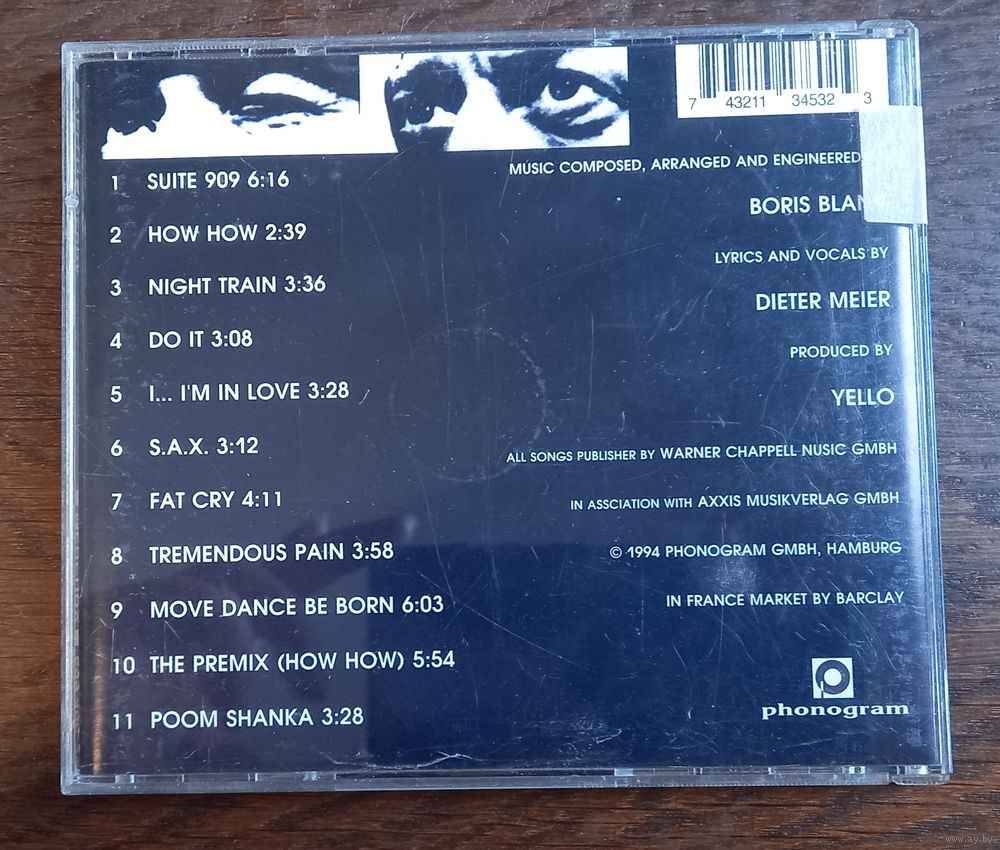 7 43211 34532 3
MUSIC COMPOSED, ARRANGED AND ENGINEERED
BORIS
LYRICS AND VOCALS BY
DIETER MEIER
PRODUCED BY
YELLO
ALL SONGS PUBLISHER BY WARNER CHAPPELL NUSIC GMBH
IN ASSCIATION WITH AXXIS MUSIKVERLAG GMBH
© 1994 PHONOGRAM GMBH, HAMBURG
IN FRANCE MARKET BY BARCLAY
phonogram
1 SUITE 909 6:16
2 HOW HOW 2:39
3 NIGHT TRAIN 3:36
4 DO IT 3:08
5 I... I'M IN LOVE 3:28
6 S.A.X. 3:12
7 FAT CRY 4:11
8 TREMENDOUS PAIN 3:58
9 MOVE DANCE BE BORN 6:03
10 THE PREMIX (HOW HOW) 5:54
11 POOM SHANKA 3:28
www.ay.by